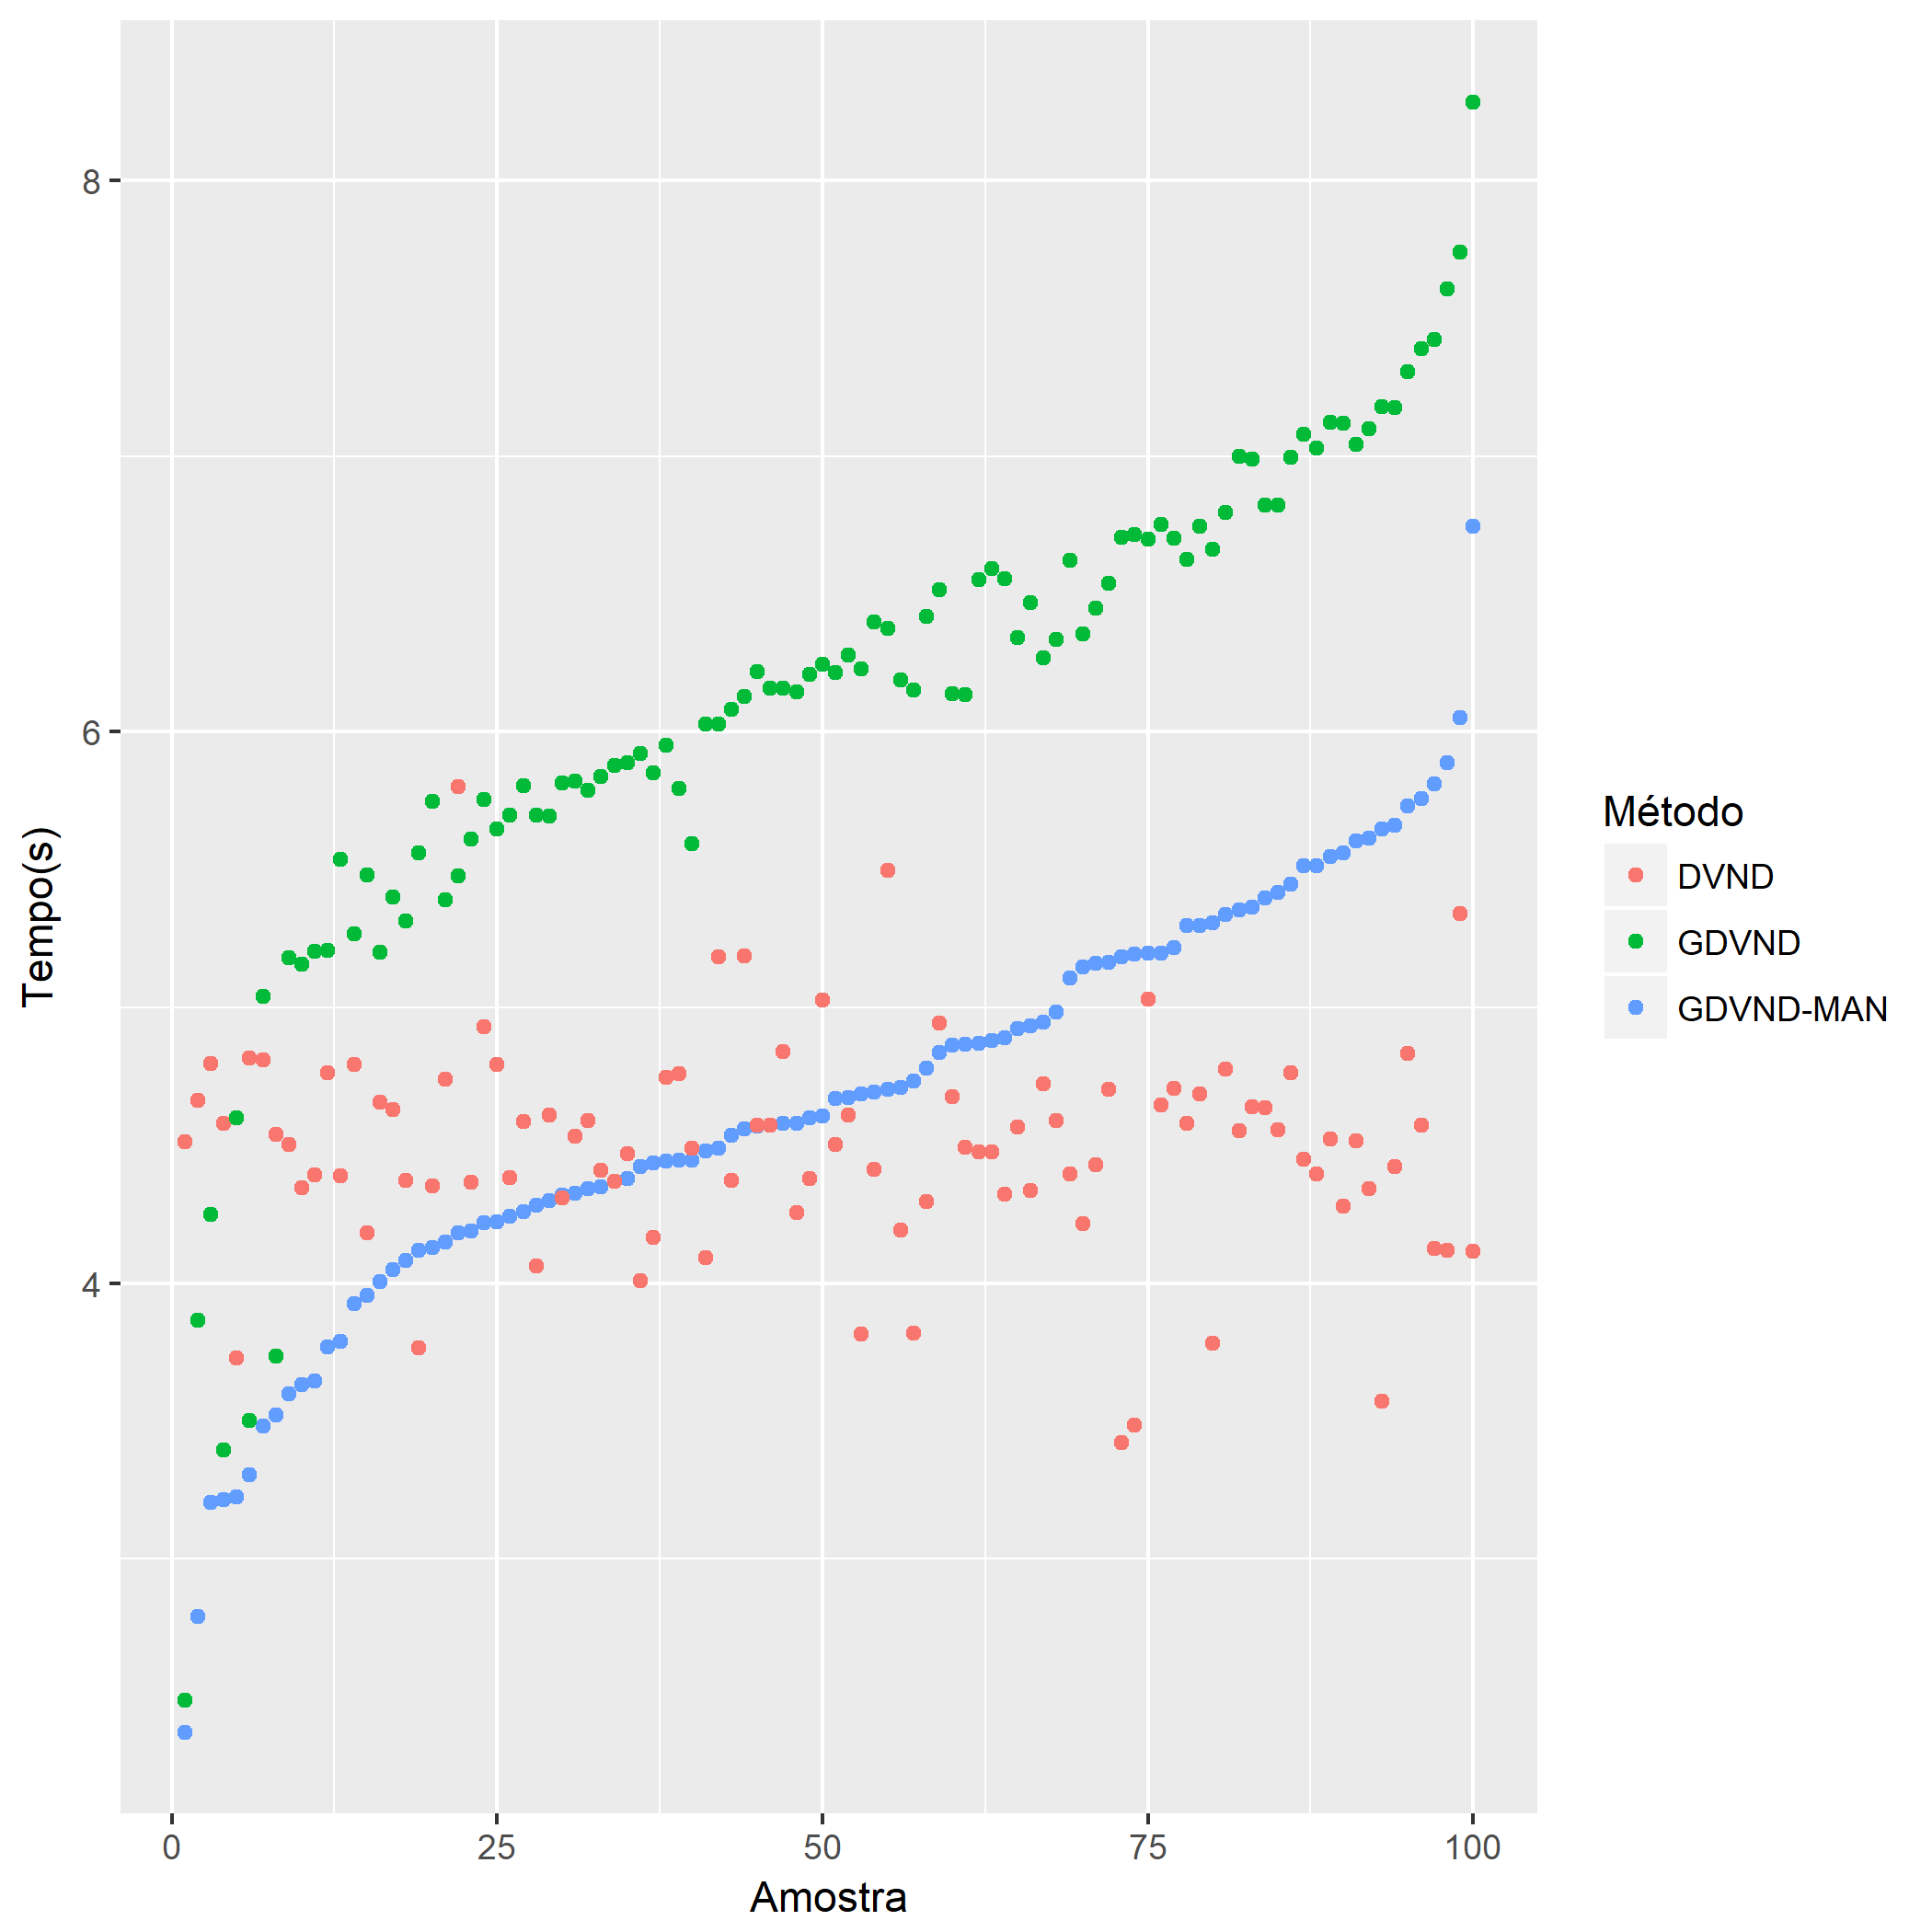 8
6
4
Tempo(s)
0 25 50 75 100
Amostra
Método
DVND
GDVND
GDVND-MAN